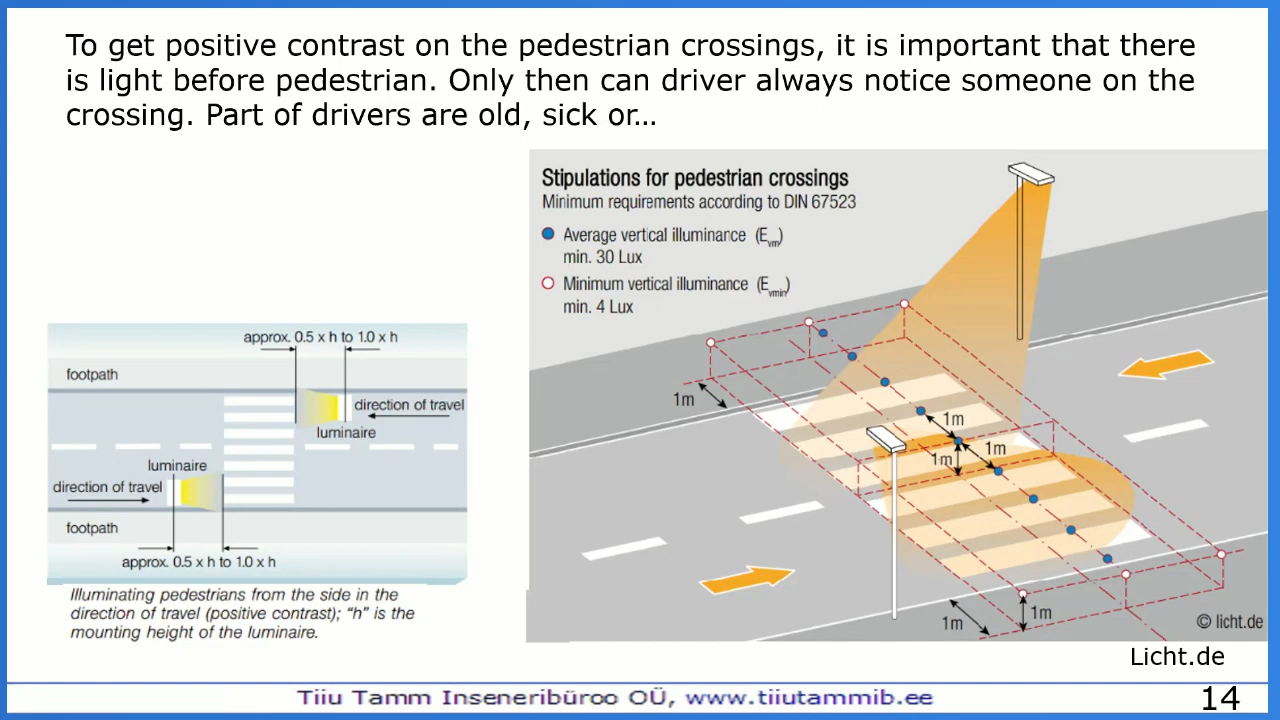 To get positive contrast on the pedestrian crossings, it is important that there
is light before pedestrian. Only then can driver always notice someone on the
crossing. Part of drivers are old, sick or…
approx. 0.5 x h to 1.0 x h
footpath
direction of travel
luminaire
luminaire
direction of travel
footpath
approx. 0.5 x h to 1.0 x h
Illuminating pedestrians from the side in the
direction of travel (positive contrast); "h" is the
mounting height of the luminaire.
Stipulations for pedestrian crossings
Minimum requirements according to DIN 67523
Average vertical illuminance (Evm)
min. 30 Lux
Minimum vertical illuminance (Evmin)
min. 4 Lux
1m
1m
1m
1m
1m
1m
© licht.de
Licht.de
Tiiu Tamm Inseneribüroo OÜ, www.tiiutammib.ee
14